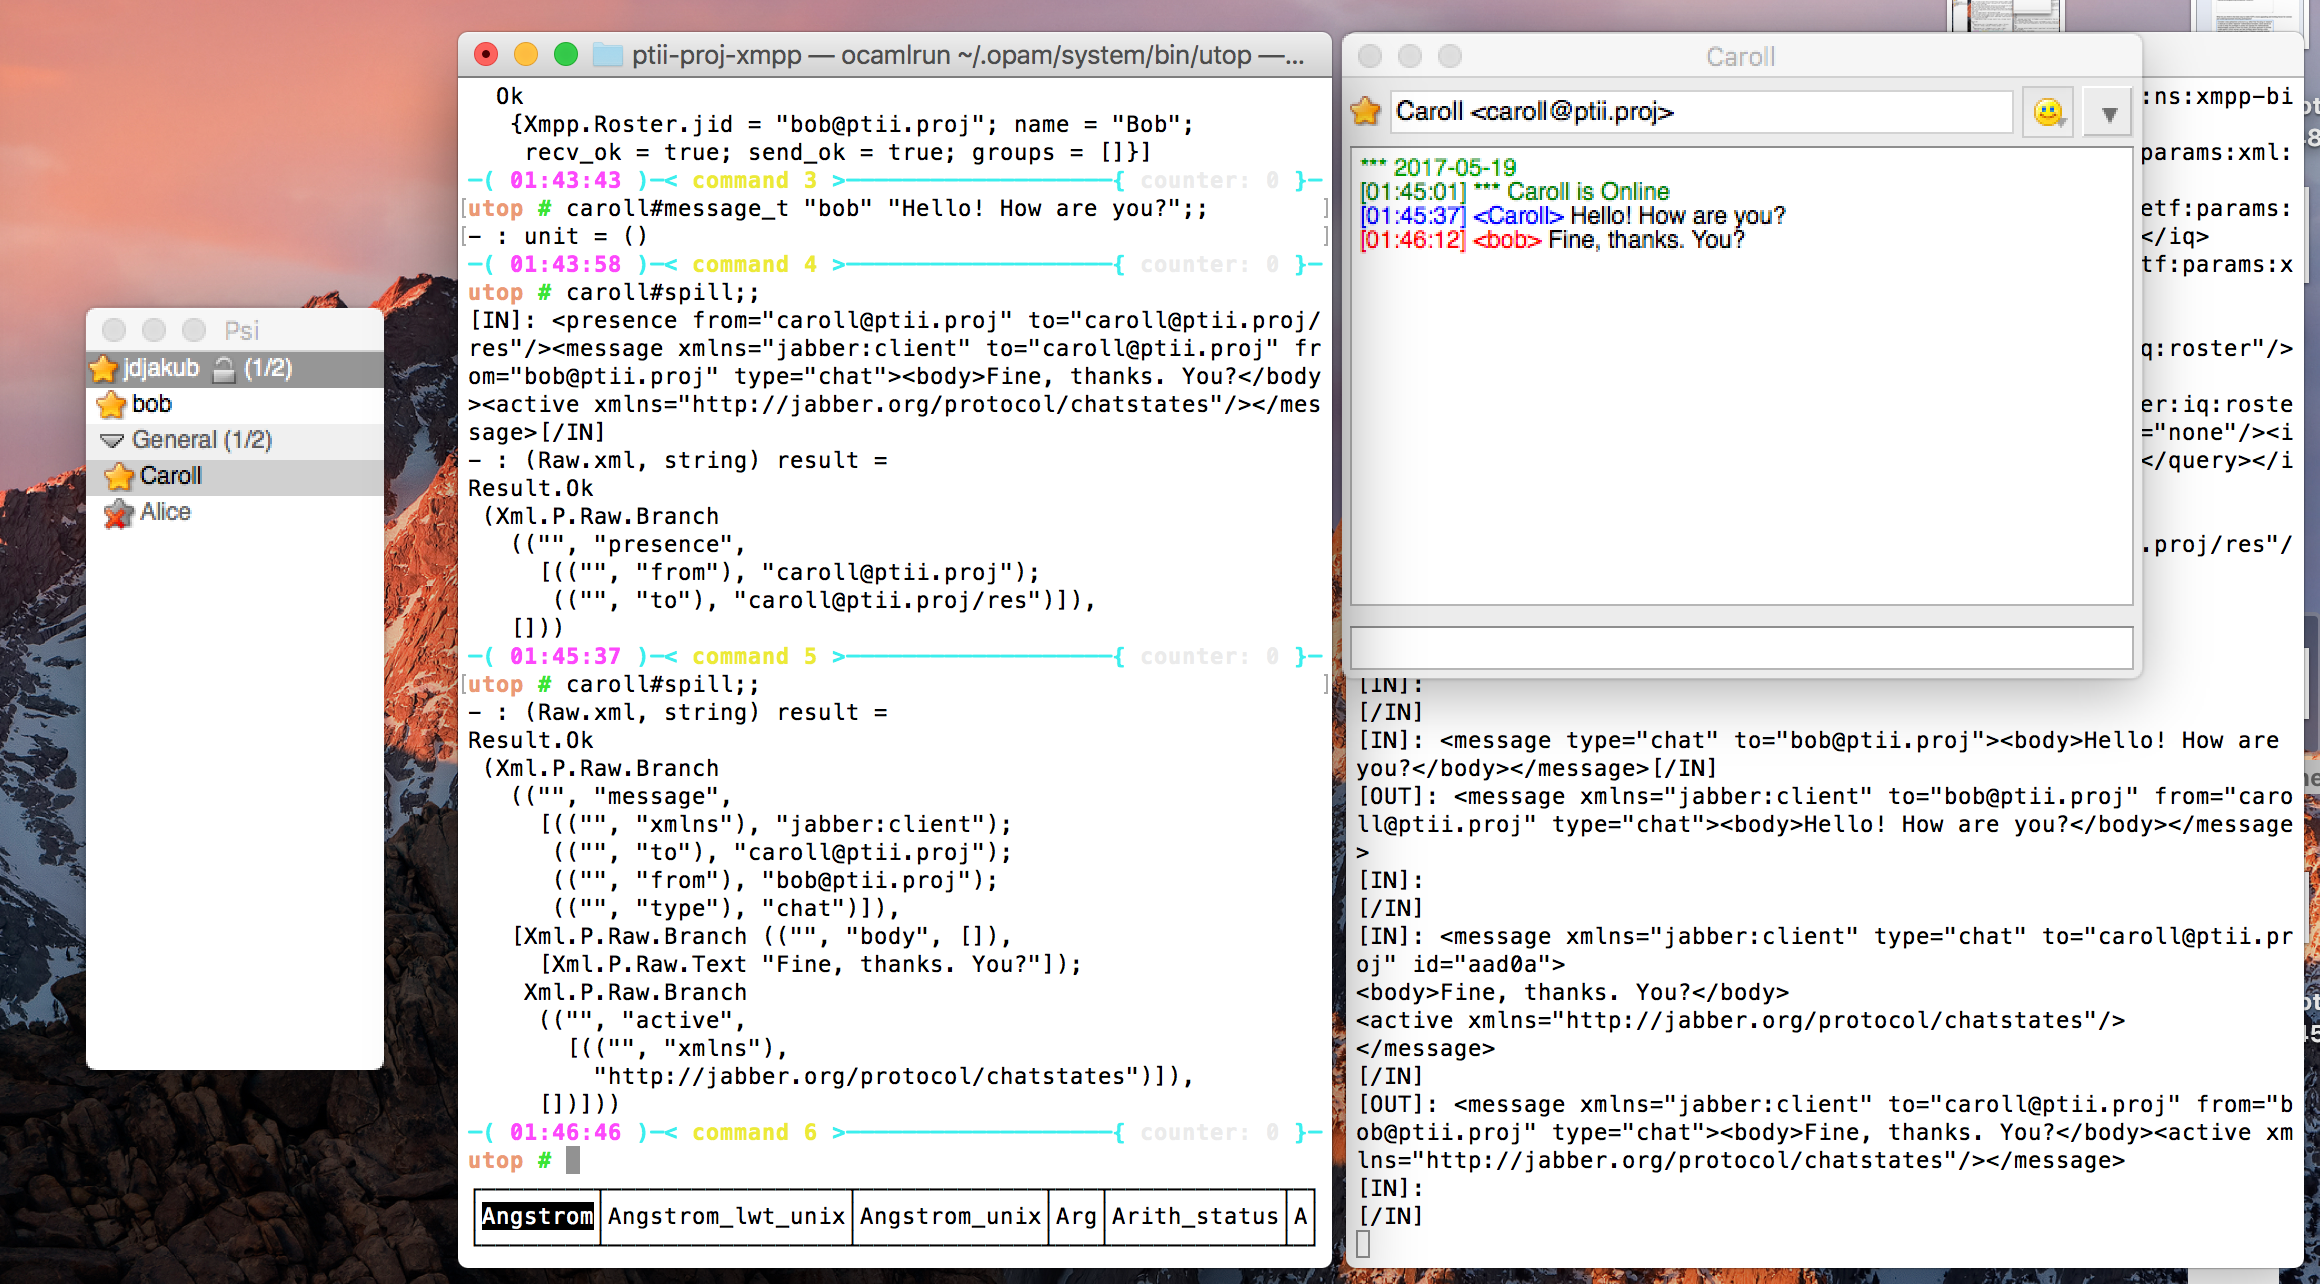 Psi
jdjakub (1/2)
bob
General (1/2)
Caroll
Alice
ptii-proj-xmpp — ocamlrun ~/.opam/system/bin/utop —...
Ok
{Xmpp.Roster.jid = "bob@ptii.proj"; name = "Bob";
recv_ok = true; send_ok = true; groups = []}]
-( 01:43:43 )-< command 3 >-{ counter: 0 }-
utop # caroll#message_t "bob" "Hello! How are you?";;
- : unit = ()
-( 01:43:58 )-< command 4 >-{ counter: 0 }-
utop # caroll#spill;;
[IN]: <presence from="caroll@ptii.proj" to="caroll@ptii.proj/
res"/><message xmlns="jabber:client" to="caroll@ptii.proj" fr
om="bob@ptii.proj" type="chat"><body>Fine, thanks. You?</body
><active xmlns="http://jabber.org/protocol/chatstates"/></mes
sage>[/IN]
- : (Raw.xml, string) result =
Result.Ok
(Xml.P.Raw.Branch
(("", "presence",
[(("", "from"), "caroll@ptii.proj");
(("", "to"), "caroll@ptii.proj/res")]),
[]))
-( 01:45:37 )-< command 5 >-{ counter: 0 }-
utop # caroll#spill;;
- : (Raw.xml, string) result =
Result.Ok
(Xml.P.Raw.Branch
(("", "message",
[(("", "xmlns"), "jabber:client");
(("", "to"), "caroll@ptii.proj");
(("", "from"), "bob@ptii.proj");
(("", "type"), "chat")]),
[Xml.P.Raw.Branch (("", "body", []),
[Xml.P.Raw.Text "Fine, thanks. You?"]);
Xml.P.Raw.Branch
(("", "active",
[(("", "xmlns"),
"http://jabber.org/protocol/chatstates")]),
[])]))
-( 01:46:46 )-< command 6 >-{ counter: 0 }-
utop #
Angstrom Angstrom_lwt_unix Angstrom_unix Arg Arith_status A
Caroll
Caroll <caroll@ptii.proj>
*** 2017-05-19
[01:45:01] *** Caroll is Online
[01:45:37] <Caroll> Hello! How are you?
[01:46:12] <bob> Fine, thanks. You?
:ns:xmpp-bi
params:xml:
etf:params:
</iq>
tf:params:x
q:roster"/>
er:iq:roste
="none"/><i
</query></i
.proj/res"/
[IN]:
[/IN]
[IN]: <message type="chat" to="bob@ptii.proj"><body>Hello! How are
you?</body></message>[/IN]
[OUT]: <message xmlns="jabber:client" to="bob@ptii.proj" from="caro
ll@ptii.proj" type="chat"><body>Hello! How are you?</body></message
>
[IN]:
[/IN]
[IN]: <message xmlns="jabber:client" type="chat" to="caroll@ptii.pr
oj" id="aad0a">
<body>Fine, thanks. You?</body>
<active xmlns="http://jabber.org/protocol/chatstates"/>
</message>
[/IN]
[OUT]: <message xmlns="jabber:client" to="caroll@ptii.proj" from="b
ob@ptii.proj" type="chat"><body>Fine, thanks. You?</body><active xm
lns="http://jabber.org/protocol/chatstates"/></message>
[IN]:
[/IN]